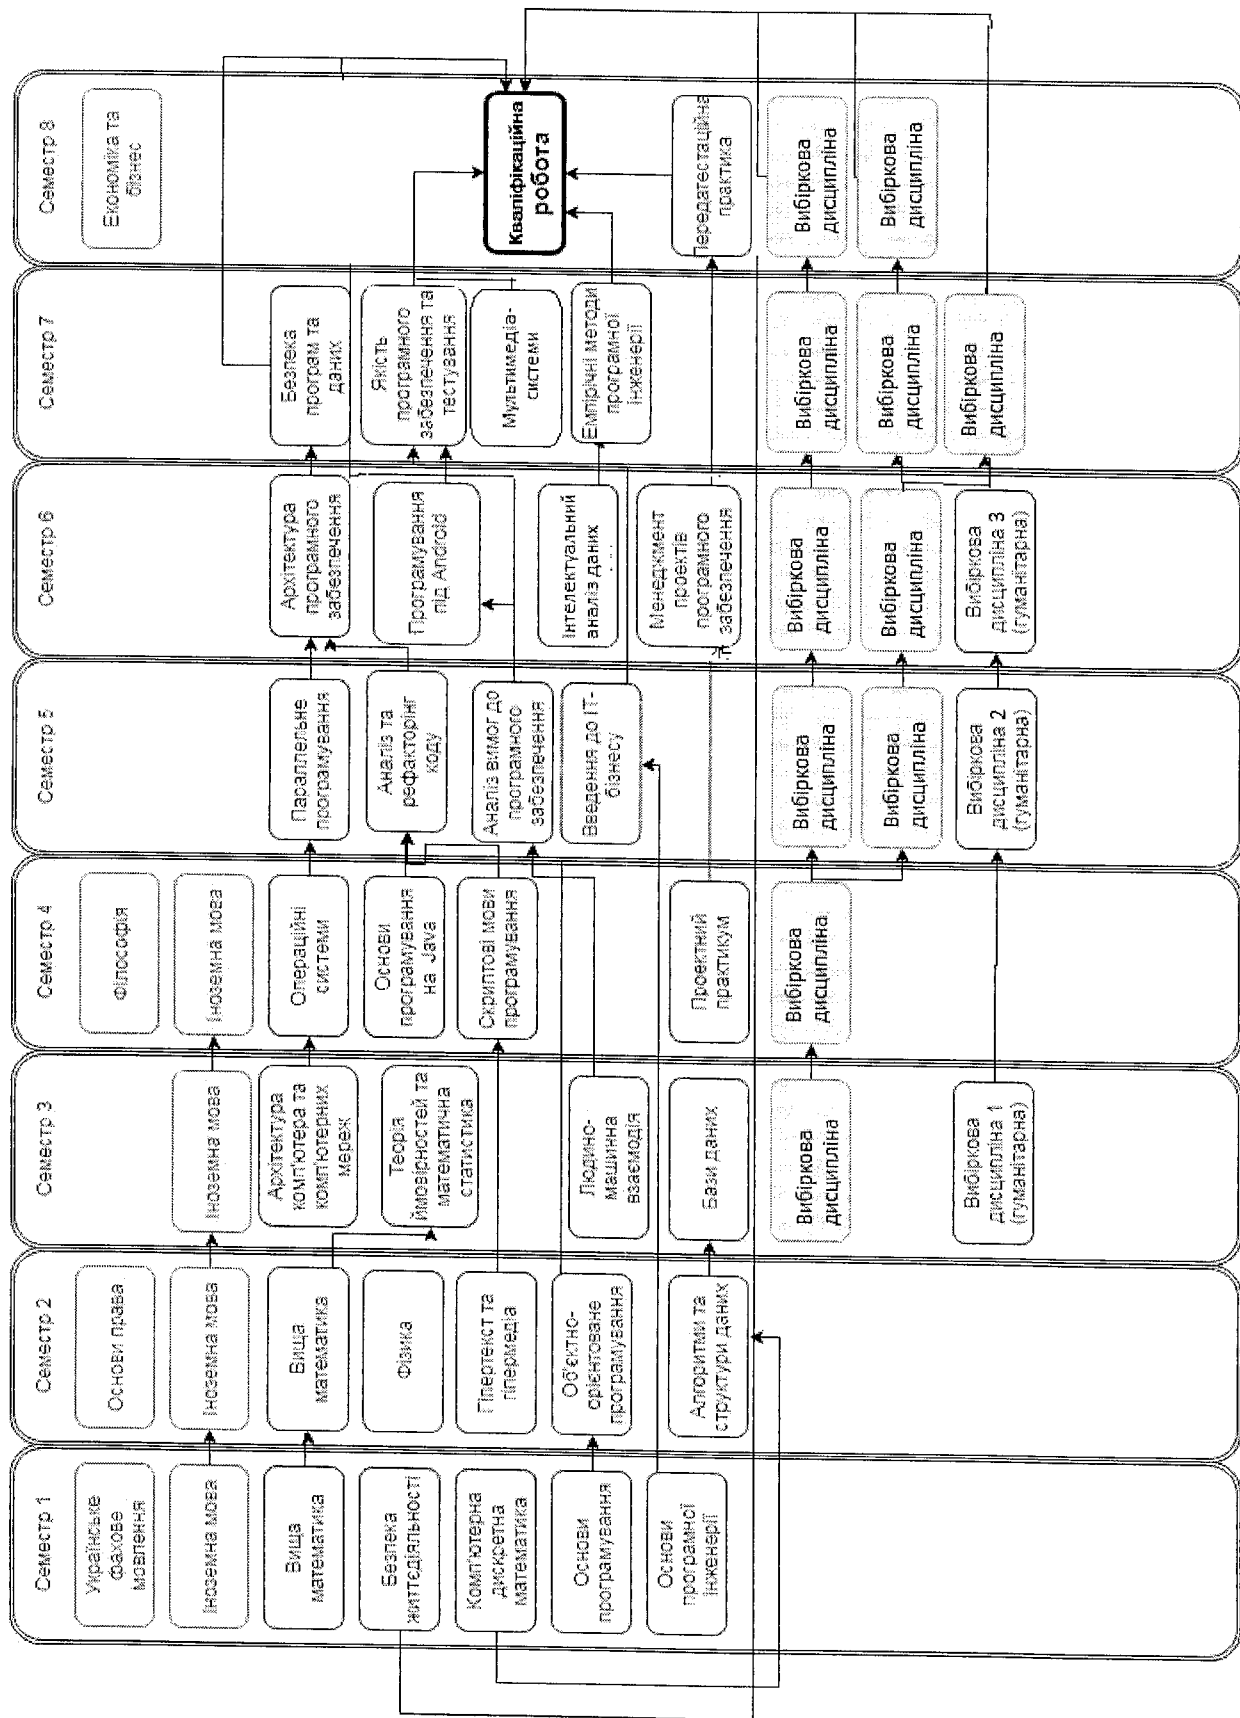 Семестр 1
Українське
фахове
мовлення
Іноземна мова
Вища
математика
Безпека
життєдіяльності
Комп'ютерна
дискретна
математика
Основи
програмування
Основи
програмної
інженерії
Семестр 2
Основи права
Іноземна мова
Вища
математика
Фізика
Гіпертекст та
гіпермедіа
Об'єктно-
орієнтоване
програмування
Алгоритми та
структури даних
Семестр 3
Іноземна мова
Архітектура
комп'ютера та
комп'ютерних
мереж
Теорія
ймовірностей та
математична
статистика
Людино-
машинна
взаємодія
Бази даних
Вибіркова
дисципліна
Вибіркова
дисципліна 1
(гуманітарна)
Семестр 4
Філософія
Іноземна мова
Операційні
системи
Основи
програмування
на Java
Скриптові мови
програмування
Проектний
практикум
Вибіркова
дисципліна
Семестр 5
Параллельне
програмування
Аналіз та
рефакторінг
коду
Аналіз вимог до
програмного
забезпечення
Введення до ІТ-
бізнесу
Вибіркова
дисципліна
Вибіркова
дисципліна
Вибіркова
дисципліна 2
(гуманітарна)
Семестр 6
Архітектура
програмного
забезпечення
Програмування
під Android
Інтелектуальний
аналіз даних
Менеджмент
проектів
програмного
забезпечення
Вибіркова
дисципліна
Вибіркова
дисципліна
Вибіркова
дисципліна 3
(гуманітарна)
Семестр 7
Безпека
програм та
даних
Якість
програмного
забезпечення та
тестування
Мультимедіа-
системи
Емпірічні методи
програмної
інженерії
Вибіркова
дисципліна
Вибіркова
дисципліна
Вибіркова
дисципліна
Семестр 8
Економіка та
бізнес
Кваліфікаційна
робота
Передатестаційна
практика
Вибіркова
дисципліна
Вибіркова
дисципліна